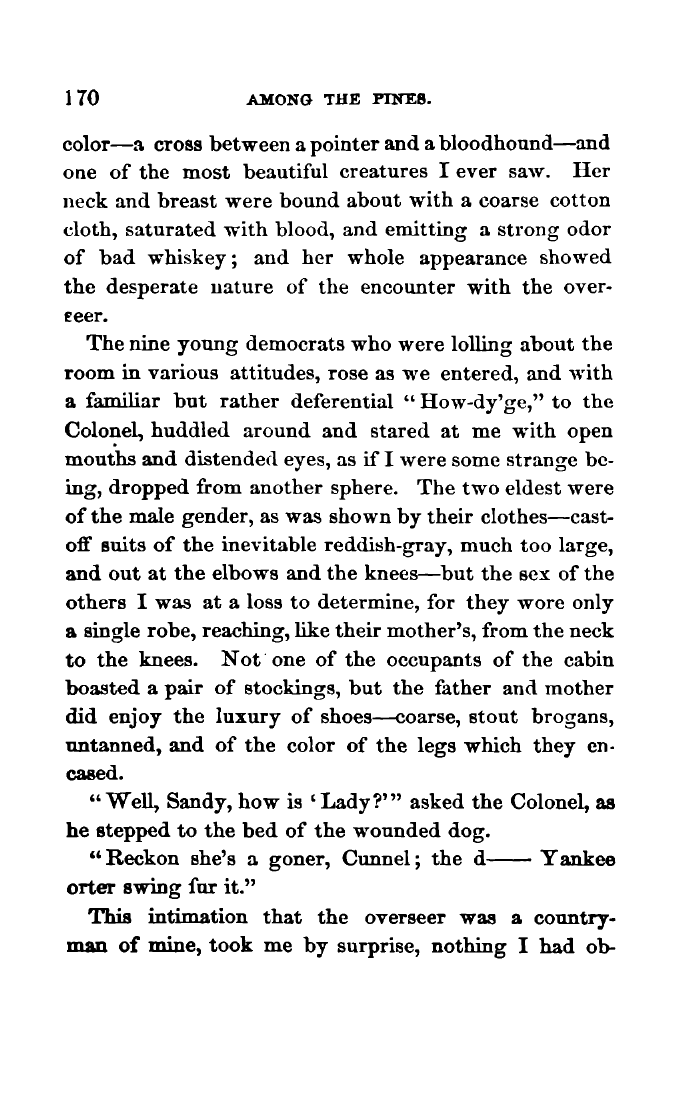 170 AMONG THE PINES.
color—a cross between a pointer and a bloodhound—and
one of the most beautiful creatures I ever saw. Her
neck and breast were bound about with a coarse cotton
cloth, saturated with blood, and emitting a strong odor
of bad whiskey; and her whole appearance showed
the desperate nature of the encounter with the over-
seer.
The nine young democrats who were lolling about the
room in various attitudes, rose as we entered, and with
a familiar but rather deferential "How-dy'ge," to the
Colonel, huddled around and stared at me with open
mouths and distended eyes, as if I were some strange be-
ing, dropped from another sphere. The two eldest were
of the male gender, as was shown by their clothes—cast-
off suits of the inevitable reddish-gray, much too large,
and out at the elbows and the knees—but the sex of the
others I was at a loss to determine, for they wore only
a single robe, reaching, like their mother's, from the neck
to the knees. Not one of the occupants of the cabin
boasted a pair of stockings, but the father and mother
did enjoy the luxury of shoes—coarse, stout brogans,
untanned, and of the color of the legs which they en-
cased.
"Well, Sandy, how is 'Lady?'" asked the Colonel, as
he stepped to the bed of the wounded dog.
"Reckon she's a goner, Cunnel; the d—— Yankee
orter swing fur it."
This intimation that the overseer was a country-
man of mine, took me by surprise, nothing I had ob-